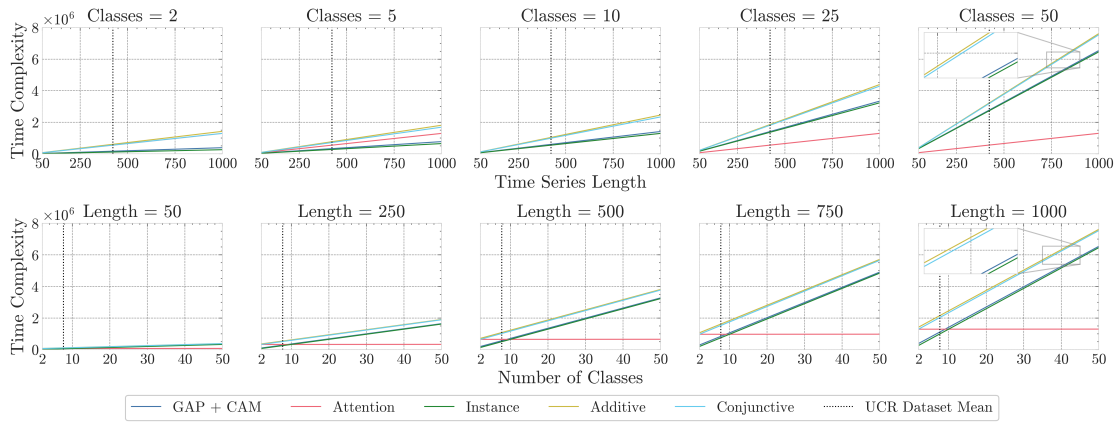 Classes = 2
Classes = 5
Classes = 10
Classes = 25
Classes = 50
×10⁶
Time Complexity
8
6
4
2
0
50 250 500 750 1000
50 250 500 750 1000
50 250 500 750 1000
50 250 500 750 1000
50 250 500 750 1000
Time Series Length
Length = 50
Length = 250
Length = 500
Length = 750
Length = 1000
×10⁶
Time Complexity
8
6
4
2
0
2 10 20 30 40 50
2 10 20 30 40 50
2 10 20 30 40 50
2 10 20 30 40 50
2 10 20 30 40 50
Number of Classes
GAP + CAM Attention Instance Additive Conjunctive UCR Dataset Mean